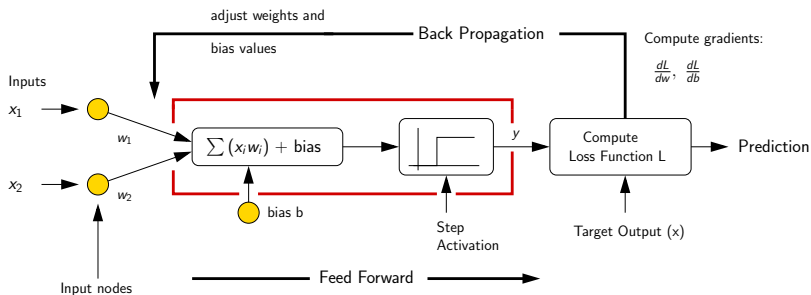 adjust weights and
bias values
Back Propagation
Compute gradients:
dL/dw, dL/db
Inputs
x₁
w₁
∑ (xᵢwᵢ) + bias
y
Compute
Loss Function L
Prediction
x₂
w₂
bias b
Step
Activation
Target Output (x)
Feed Forward
Input nodes